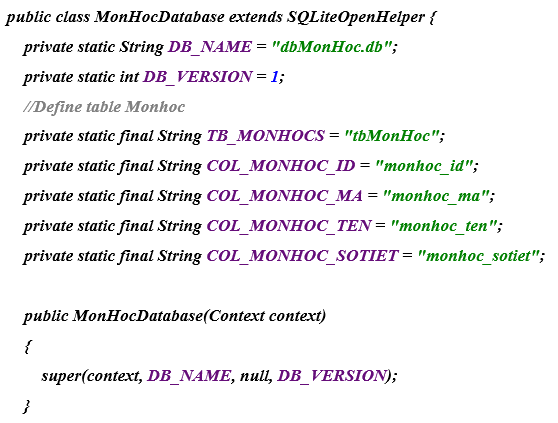 public class MonHocDatabase extends SQLiteOpenHelper {
private static String DB_NAME = "dbMonHoc.db";
private static int DB_VERSION = 1;
//Define table Monhoc
private static final String TB_MONHOCS = "tbMonHoc";
private static final String COL_MONHOC_ID = "monhoc_id";
private static final String COL_MONHOC_MA = "monhoc_ma";
private static final String COL_MONHOC_TEN = "monhoc_ten";
private static final String COL_MONHOC_SOTIET = "monhoc_sotiet";
public MonHocDatabase(Context context)
{
super(context, DB_NAME, null, DB_VERSION);
}